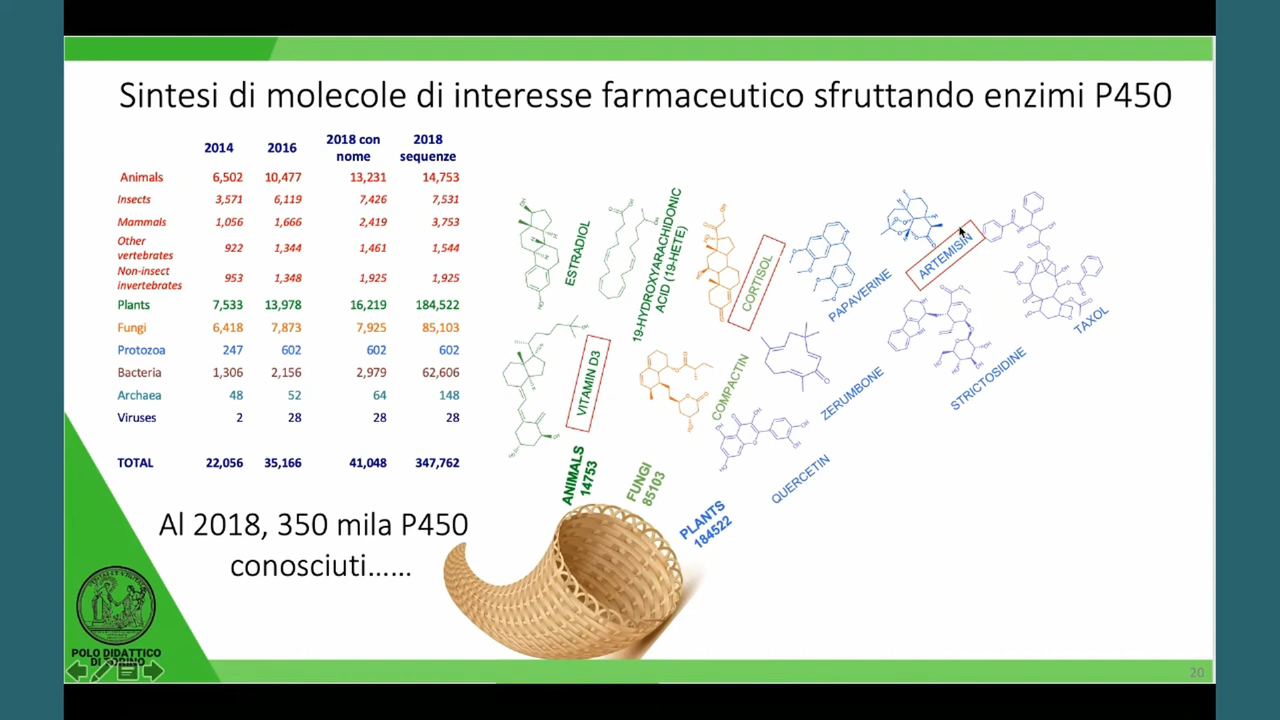 Sintesi di molecole di interesse farmaceutico sfruttando enzimi P450
2014 2016 2018 con nome 2018 sequenze
Animals 6,502 10,477 13,231 14,753
Insects 3,571 6,119 7,426 7,531
Mammals 1,056 1,666 2,419 3,753
Other vertebrates 922 1,344 1,461 1,544
Non-insect invertebrates 953 1,348 1,925 1,925
Plants 7,533 13,978 16,219 184,522
Fungi 6,418 7,873 7,925 85,103
Protozoa 247 602 602 602
Bacteria 1,306 2,156 2,979 62,606
Archaea 48 52 64 148
Viruses 2 28 28 28
TOTAL 22,056 35,166 41,048 347,762
Al 2018, 350 mila P450
conosciuti……
ESTRADIOL
19-HYDROXYARACHIDONIC
ACID (19-HETE)
CORTISOL
PAPAVERINE
ARTEMISIN
TAXOL
VITAMIN D3
COMPACTIN
ZERUMBONE
STRICTOSIDINE
QUERCETIN
ANIMALS
14753
FUNGI
85103
PLANTS
184522
POLO DIDATTICO
DI TORINO
20